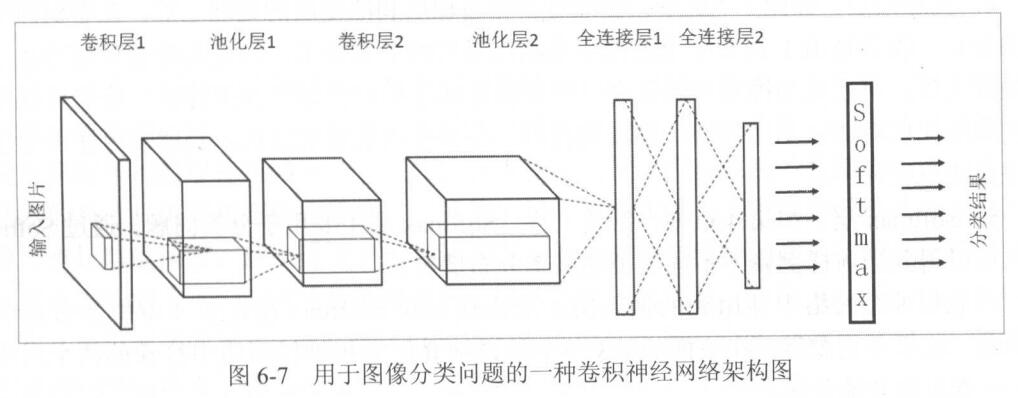 卷积层1 池化层1 卷积层2 池化层2 全连接层1 全连接层2
输入图片
Softmax
分类结果
图 6-7 用于图像分类问题的一种卷积神经网络架构图